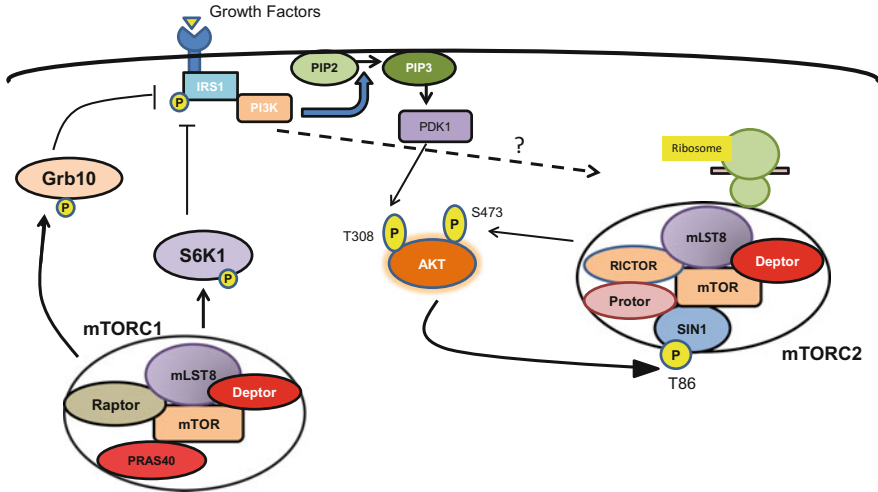 Growth Factors
IRS1
P
PI3K
PIP2
PIP3
PDK1
?
Ribosome
Grb10
P
S6K1
P
T308
P
P
S473
AKT
mLST8
RICTOR
Deptor
mTOR
Protor
SIN1
P
T86
mTORC2
mTORC1
mLST8
Raptor
Deptor
mTOR
PRAS40